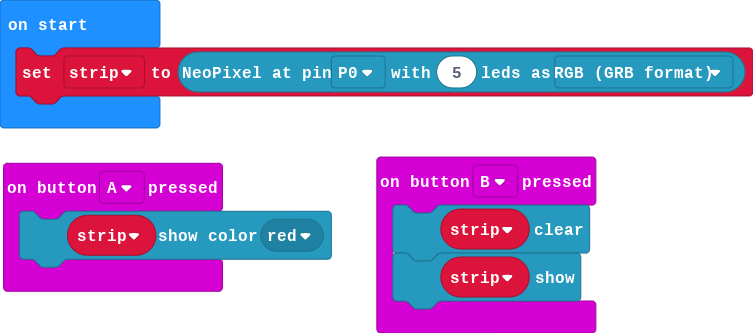 on start
set strip to NeoPixel at pin P0 with 5 leds as RGB (GRB format)
on button A pressed
strip show color red
on button B pressed
strip clear
strip show